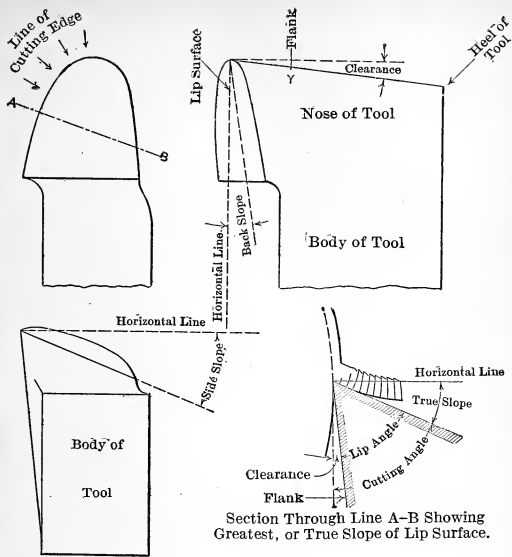 Line of
Cutting Edge
A
B
Lip Surface
Flank
Clearance
Heel of
Tool
Nose of Tool
Back Slope
Horizontal Line
Body of Tool
Horizontal Line
Side Slope
Body of
Tool
Horizontal Line
True Slope
Lip Angle
Cutting Angle
Clearance
Flank
Section Through Line A-B Showing
Greatest, or True Slope of Lip Surface.